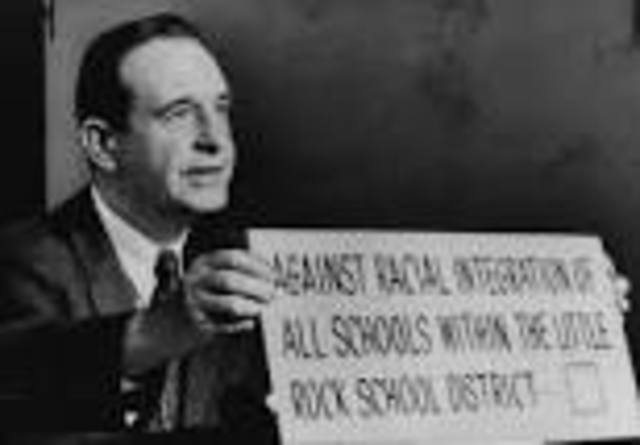 AGAINST RACIAL INTEGRATION OF
ALL SCHOOLS WITHIN THE LITTLE
ROCK SCHOOL DISTRICT